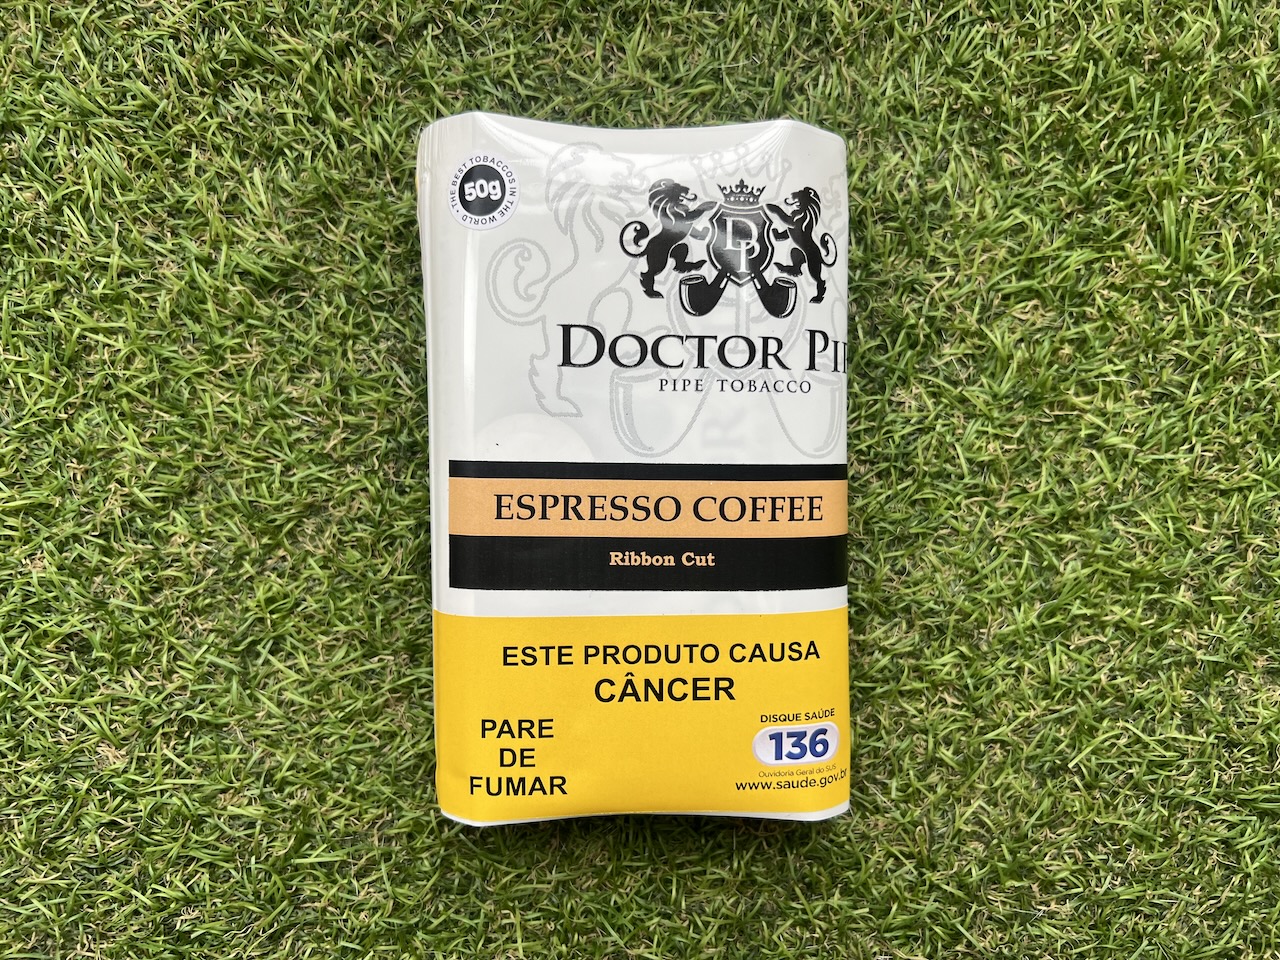 THE BEST TOBACCOS IN THE WORLD
50g
DP
DOCTOR PI
PIPE TOBACCO
ESPRESSO COFFEE
Ribbon Cut
ESTE PRODUTO CAUSA
CÂNCER
PARE
DE
FUMAR
DISQUE SAÚDE
136
Ouvidoria Geral do SUS
www.saude.gov.br